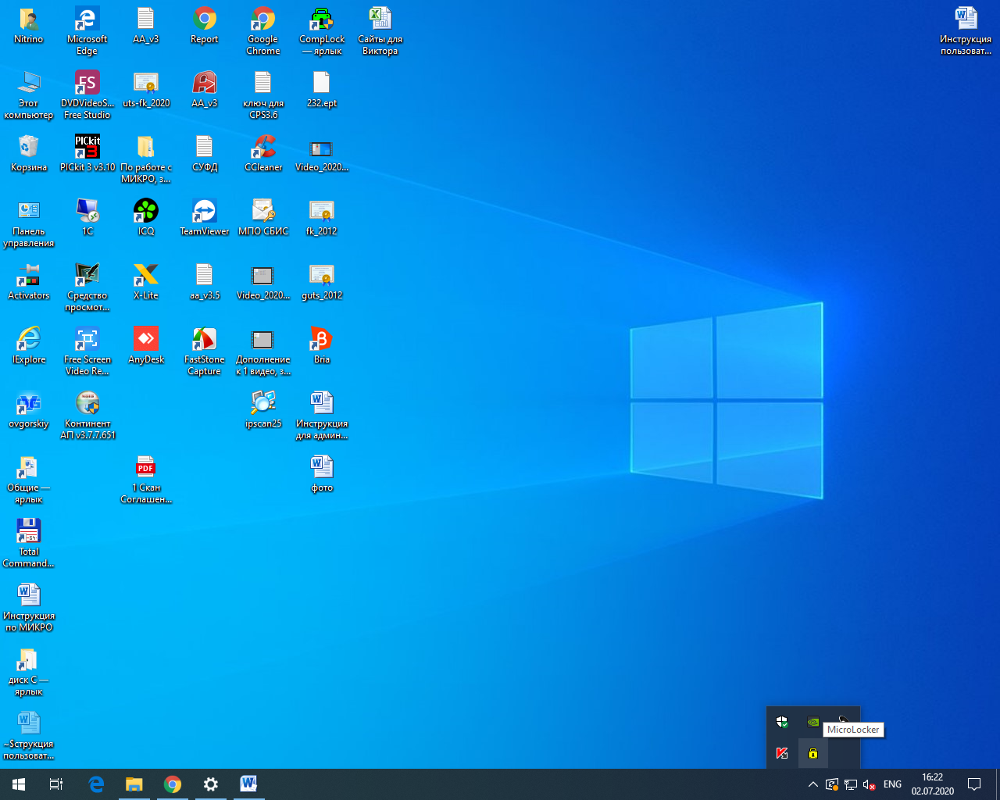 Nitrino
Microsoft
Edge
AA_v3
Report
Google
Chrome
CompLock
— ярлык
Сайты для
Виктора
Инструкция
пользоват...
Этот
компьютер
FS
DVDVideoS...
Free Studio
uts-fk_2020
AA_v3
ключ для
CPS3.6
232.ept
Корзина
PICkit
3
PICkit 3 v3.10
По работе с
МИКРО, з...
СУФД
CCleaner
Video_2020...
Панель
управления
1C
ICQ
TeamViewer
МПО СБИС
fk_2012
Activators
Средство
просмот...
X-Lite
aa_v3.5
Video_2020...
guts_2012
IExplore
Free Screen
Video Re...
AnyDesk
FastStone
Capture
Дополнение
к 1 видео, з...
Bria
ovgorskiy
Континент
АП v3.7.7.651
ipscan25
Инструкция
для админ...
Общие —
ярлык
PDF
1 Скан
Соглашен...
фото
Total
Command...
Инструкция
по МИКРО
диск C —
ярлык
~$струкция
пользоват...
MicroLocker
ENG
16:22
02.07.2020